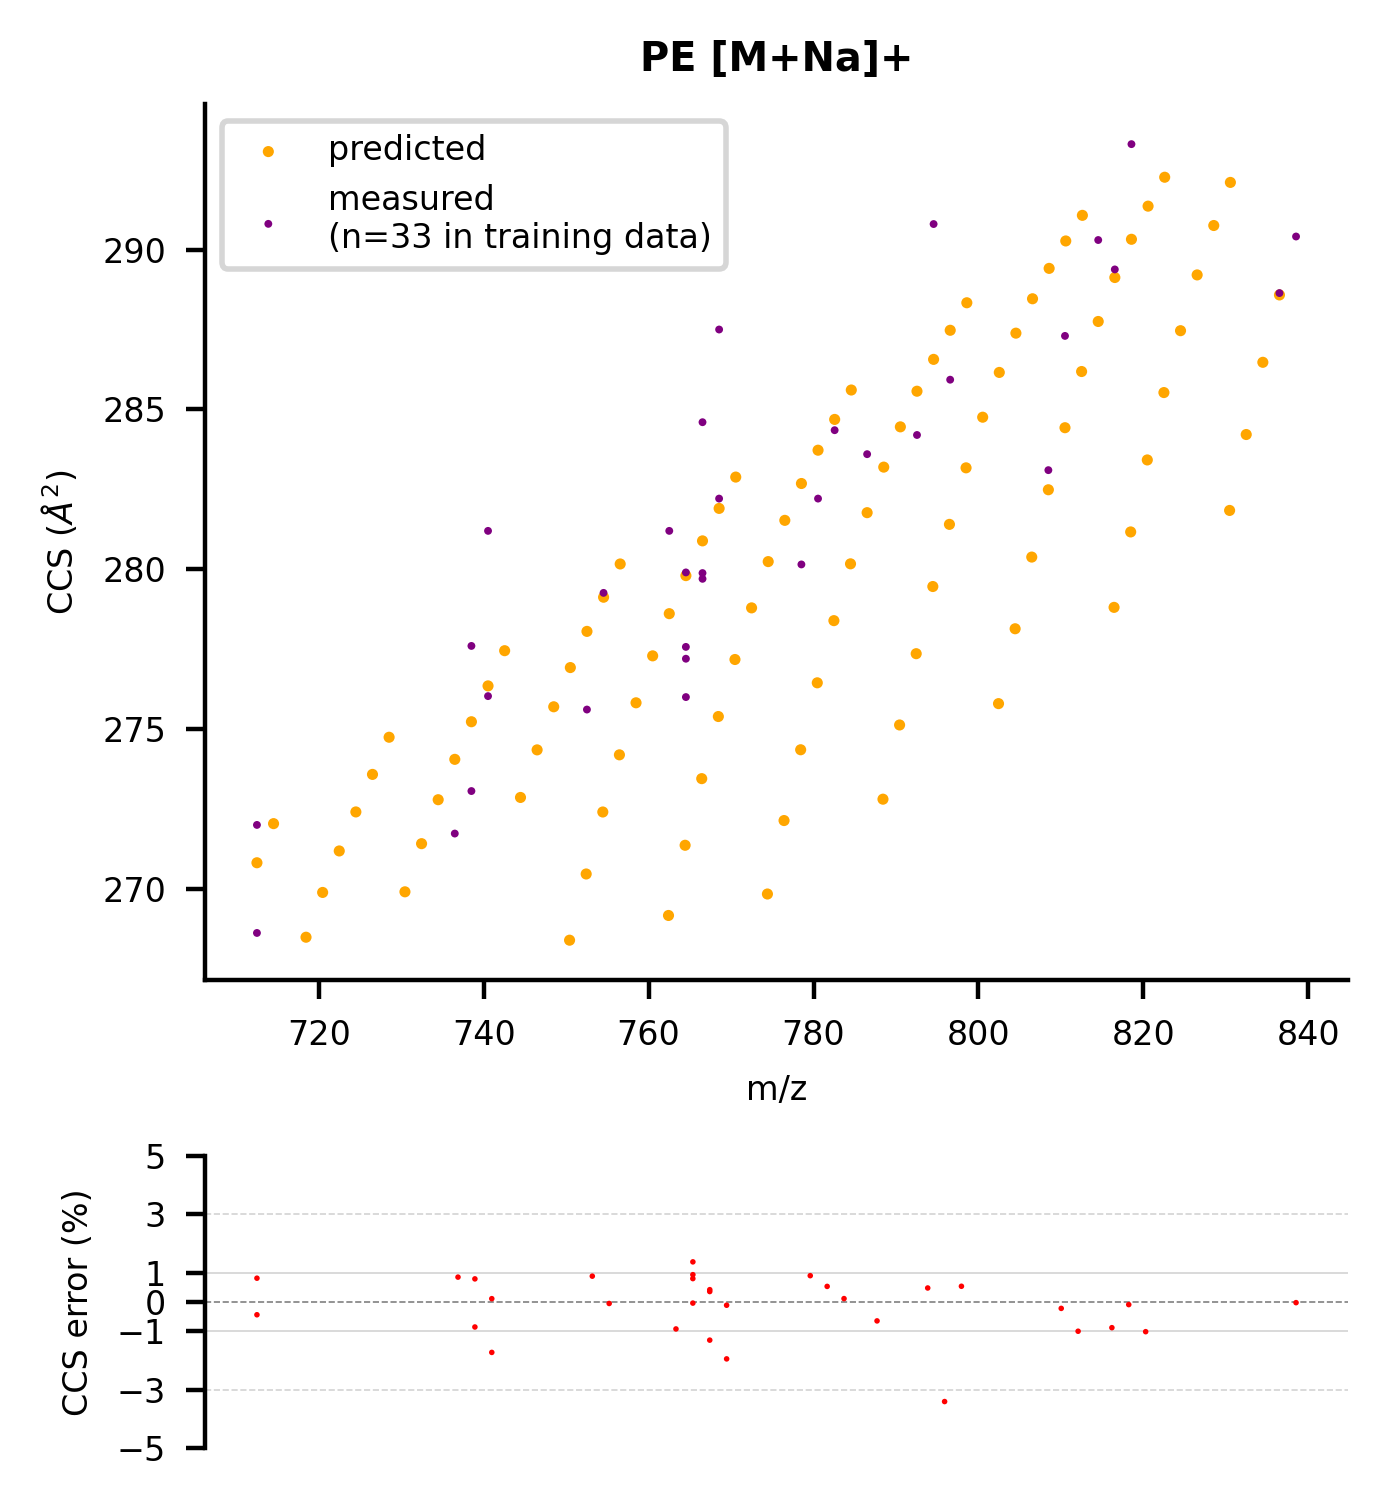 PE [M+Na]+
predicted
measured
(n=33 in training data)
290
285
280
275
270
CCS (Å²)
720 740 760 780 800 820 840
m/z
5
3
1
0
−1
−3
−5
CCS error (%)